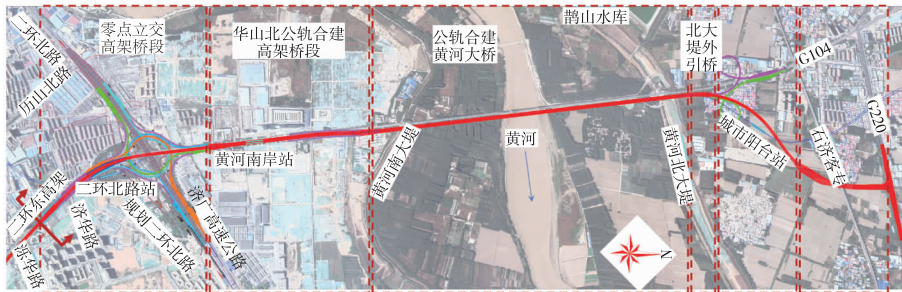 零点立交
高架桥段
华山北公轨合建
高架桥段
公轨合建
黄河大桥
鹊山水库
北大
堤外
引桥
G104
G220
二环北路
历山北路
黄河南岸站
黄河南大堤
黄河
黄河北大堤
城市阳台站
石济客专
二环东高架
二环北路站
济华路
泺华路
规划二环北路
济广高速公路
N